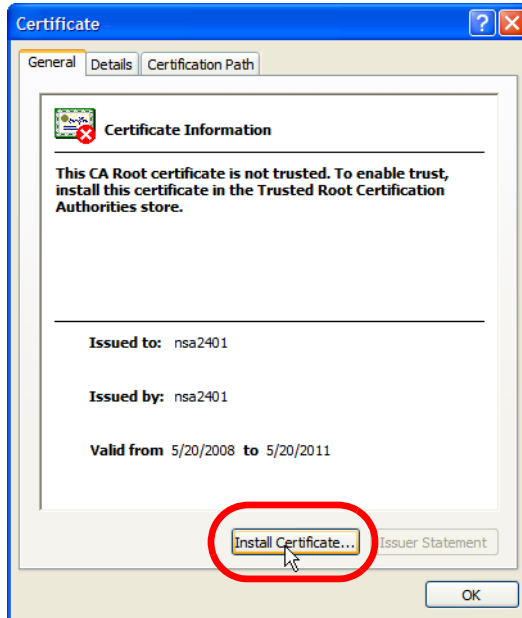 Certificate
General Details Certification Path
Certificate Information
This CA Root certificate is not trusted. To enable trust,
install this certificate in the Trusted Root Certification
Authorities store.
Issued to: nsa2401
Issued by: nsa2401
Valid from 5/20/2008 to 5/20/2011
Install Certificate... Issuer Statement
OK